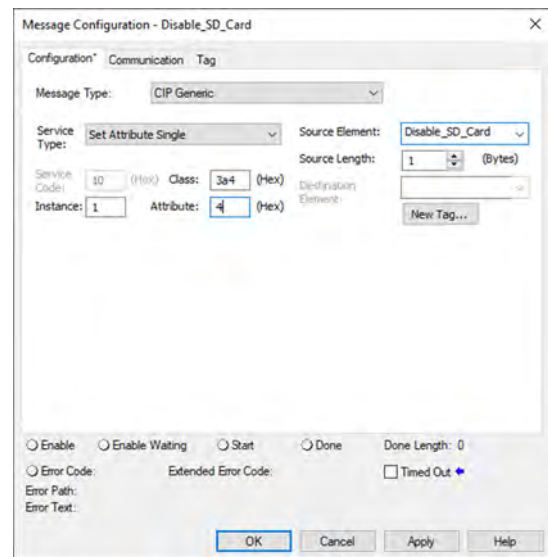 Message Configuration - Disable_SD_Card
Configuration* Communication Tag
Message Type: CIP Generic
Service Type: Set Attribute Single
Source Element: Disable_SD_Card
Source Length: 1 (Bytes)
Service Code: 10 (Hex) Class: 3a4 (Hex)
Destination Element:
Instance: 1 Attribute: 4 (Hex)
New Tag...
Enable Enable Waiting Start Done Done Length: 0
Error Code: Extended Error Code: Timed Out
Error Path:
Error Text:
OK Cancel Apply Help